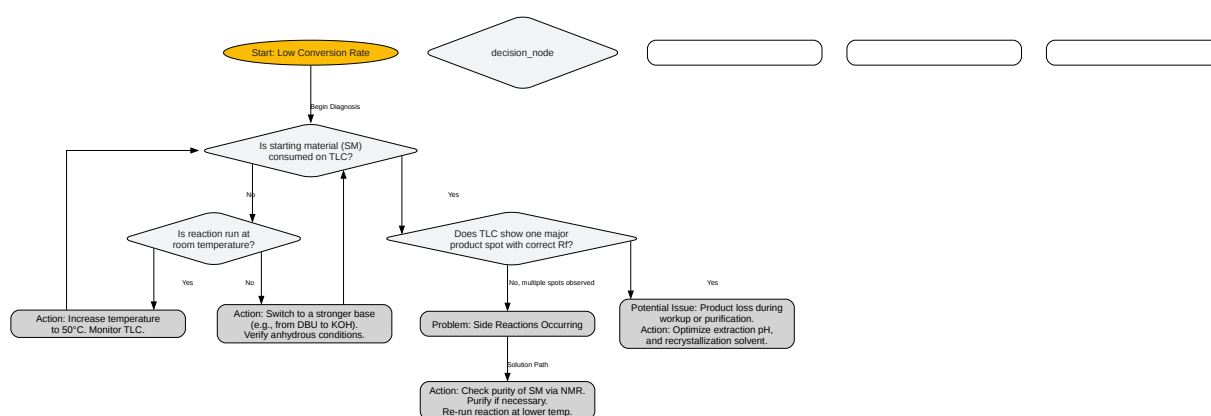 Start: Low Conversion Rate
decision_node
Begin Diagnosis
Is starting material (SM)
consumed on TLC?
No
Yes
Is reaction run at
room temperature?
Does TLC show one major
product spot with correct Rf?
Yes
No
No, multiple spots observed
Yes
Action: Increase temperature
to 50°C. Monitor TLC.
Action: Switch to a stronger base
(e.g., from DBU to KOH).
Verify anhydrous conditions.
Problem: Side Reactions Occurring
Potential Issue: Product loss during
workup or purification.
Action: Optimize extraction pH,
and recrystallization solvent.
Solution Path
Action: Check purity of SM via NMR.
Purify if necessary.
Re-run reaction at lower temp.